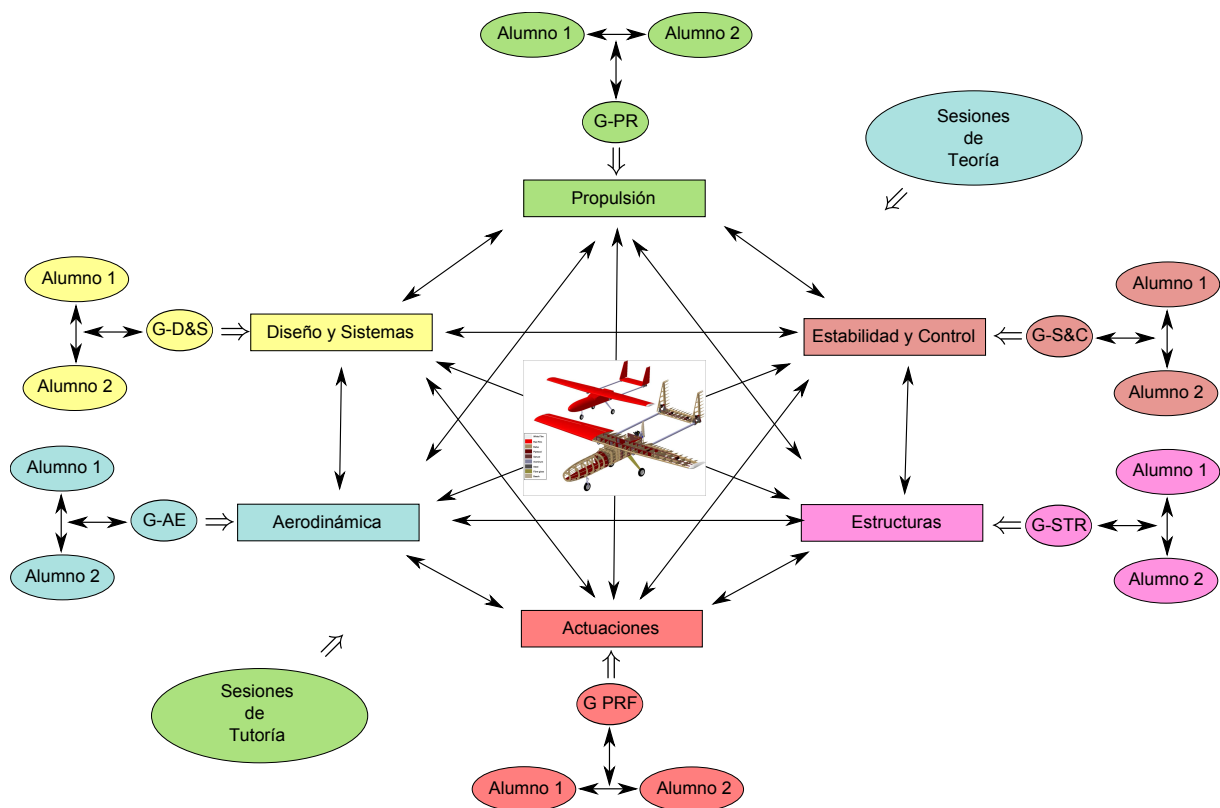 Alumno 1
Alumno 2
G-PR
Sesiones
de
Teoría
Propulsión
Alumno 1
G-D&S
Alumno 2
Diseño y Sistemas
Estabilidad y Control
G-S&C
Alumno 1
Alumno 2
Alumno 1
G-AE
Alumno 2
Aerodinámica
Estructuras
G-STR
Alumno 1
Alumno 2
Actuaciones
Sesiones
de
Tutoría
G PRF
Alumno 1
Alumno 2